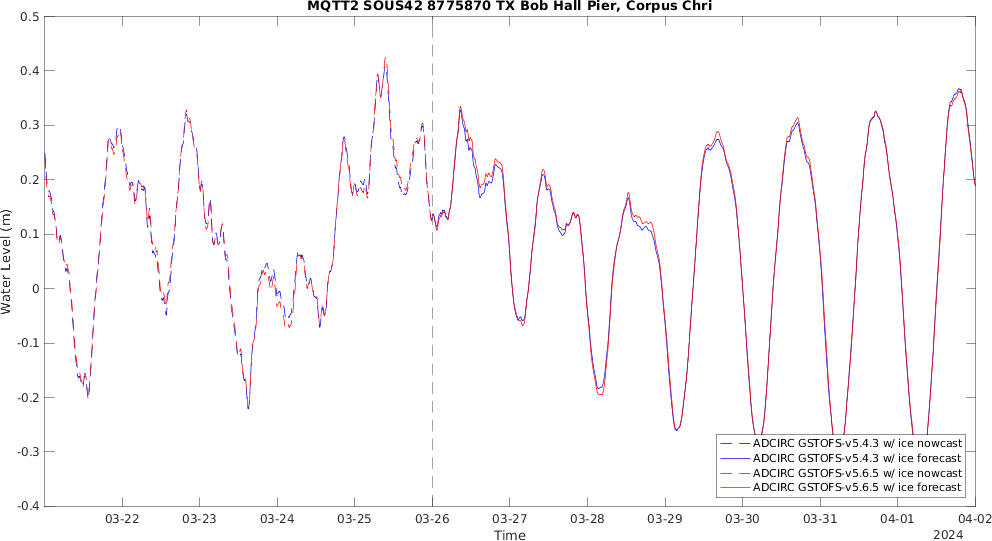 MQTT2 SOUS42 8775870 TX Bob Hall Pier, Corpus Chri
Water Level (m)
0.5
0.4
0.3
0.2
0.1
0
-0.1
-0.2
-0.3
-0.4
ADCIRC GSTOFS-v5.4.3 w/ ice nowcast
ADCIRC GSTOFS-v5.4.3 w/ ice forecast
ADCIRC GSTOFS-v5.6.5 w/ ice nowcast
ADCIRC GSTOFS-v5.6.5 w/ ice forecast
03-22 03-23 03-24 03-25 03-26 03-27 03-28 03-29 03-30 03-31 04-01 04-02
Time
2024